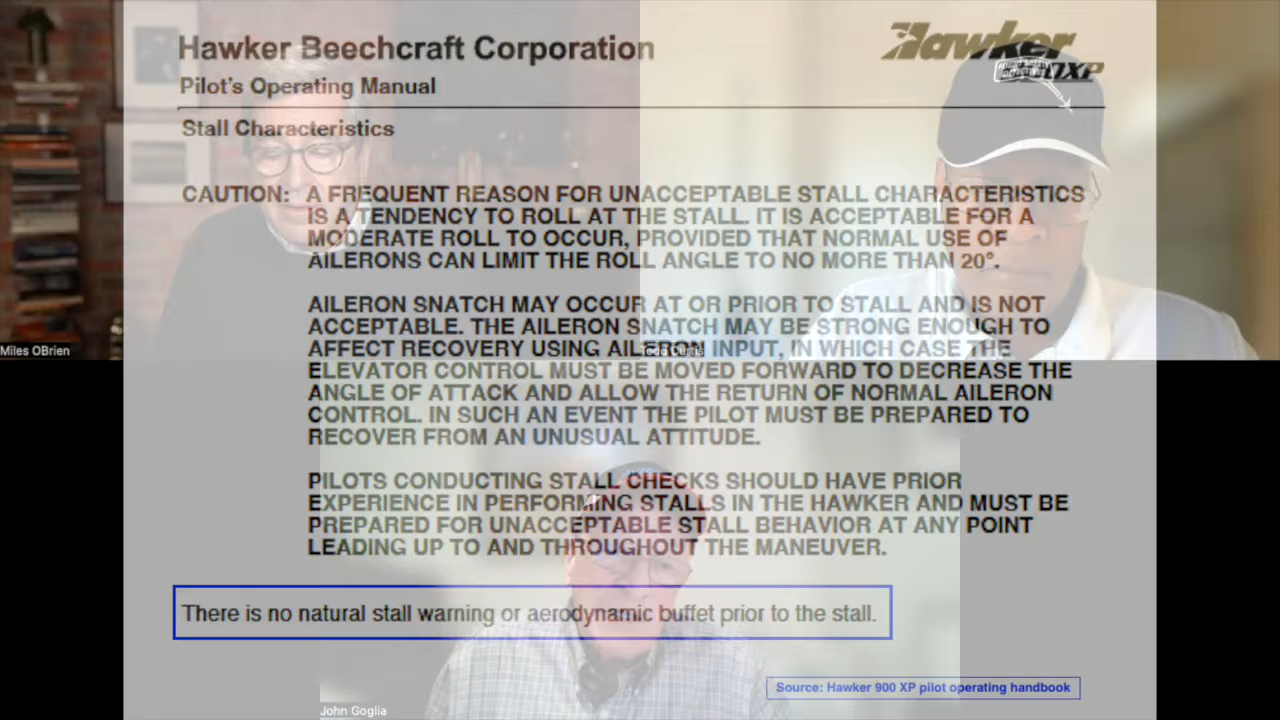 Hawker Beechcraft Corporation
Hawker
XP
Pilot's Operating Manual
Stall Characteristics
CAUTION: A FREQUENT REASON FOR UNACCEPTABLE STALL CHARACTERISTICS
IS A TENDENCY TO ROLL AT THE STALL. IT IS ACCEPTABLE FOR A
MODERATE ROLL TO OCCUR, PROVIDED THAT NORMAL USE OF
AILERONS CAN LIMIT THE ROLL ANGLE TO NO MORE THAN 20°.
AILERON SNATCH MAY OCCUR AT OR PRIOR TO STALL AND IS NOT
ACCEPTABLE. THE AILERON SNATCH MAY BE STRONG ENOUGH TO
AFFECT RECOVERY USING AILERON INPUT, IN WHICH CASE THE
Miles OBrien
ELEVATOR CONTROL MUST BE MOVED FORWARD TO DECREASE THE
ANGLE OF ATTACK AND ALLOW THE RETURN OF NORMAL AILERON
CONTROL. IN SUCH AN EVENT THE PILOT MUST BE PREPARED TO
RECOVER FROM AN UNUSUAL ATTITUDE.
PILOTS CONDUCTING STALL CHECKS SHOULD HAVE PRIOR
EXPERIENCE IN PERFORMING STALLS IN THE HAWKER AND MUST BE
PREPARED FOR UNACCEPTABLE STALL BEHAVIOR AT ANY POINT
LEADING UP TO AND THROUGHOUT THE MANEUVER.
There is no natural stall warning or aerodynamic buffet prior to the stall.
Source: Hawker 900 XP pilot operating handbook
John Goglia